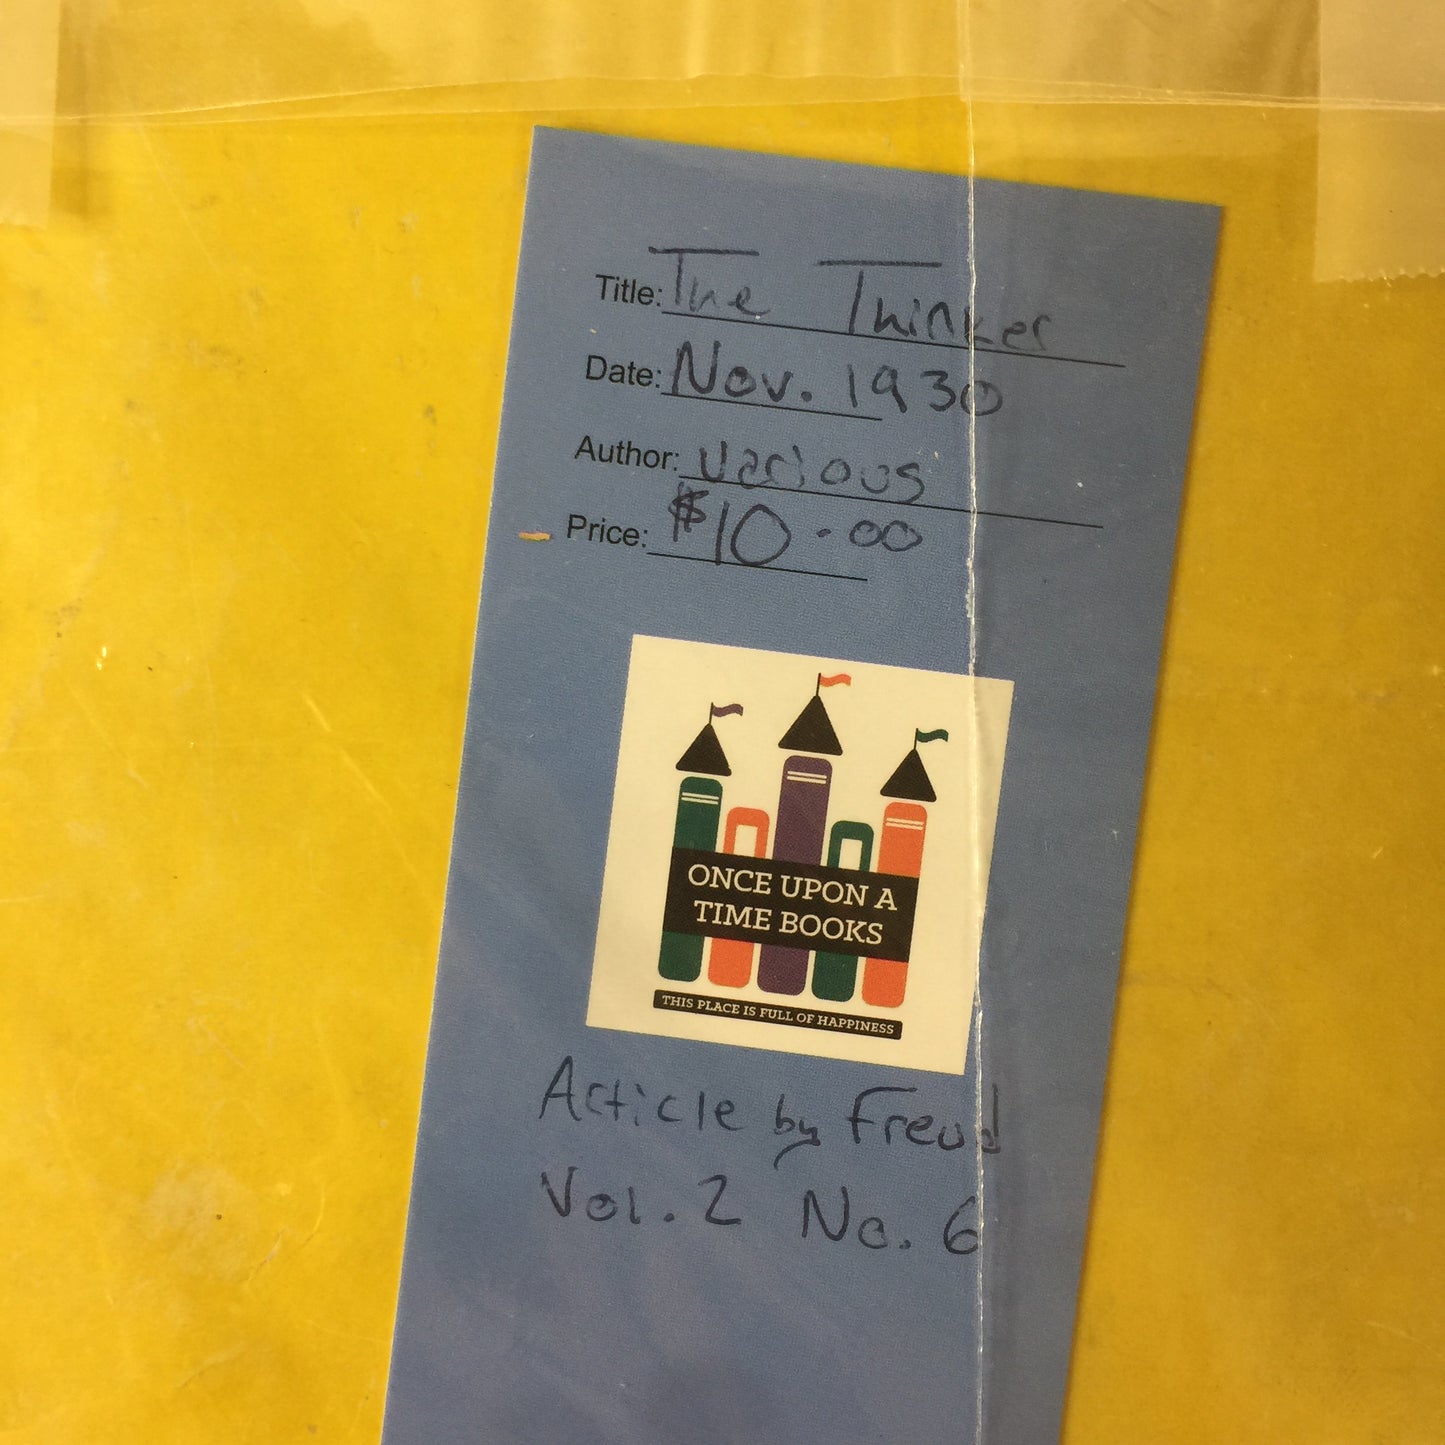 Title: The Thinker
Date: Nov. 1930
Author: Various
Price: $10.00
ONCE UPON A
TIME BOOKS
THIS PLACE IS FULL OF HAPPINESS
Article by Freud
Vol. 2 No. 6